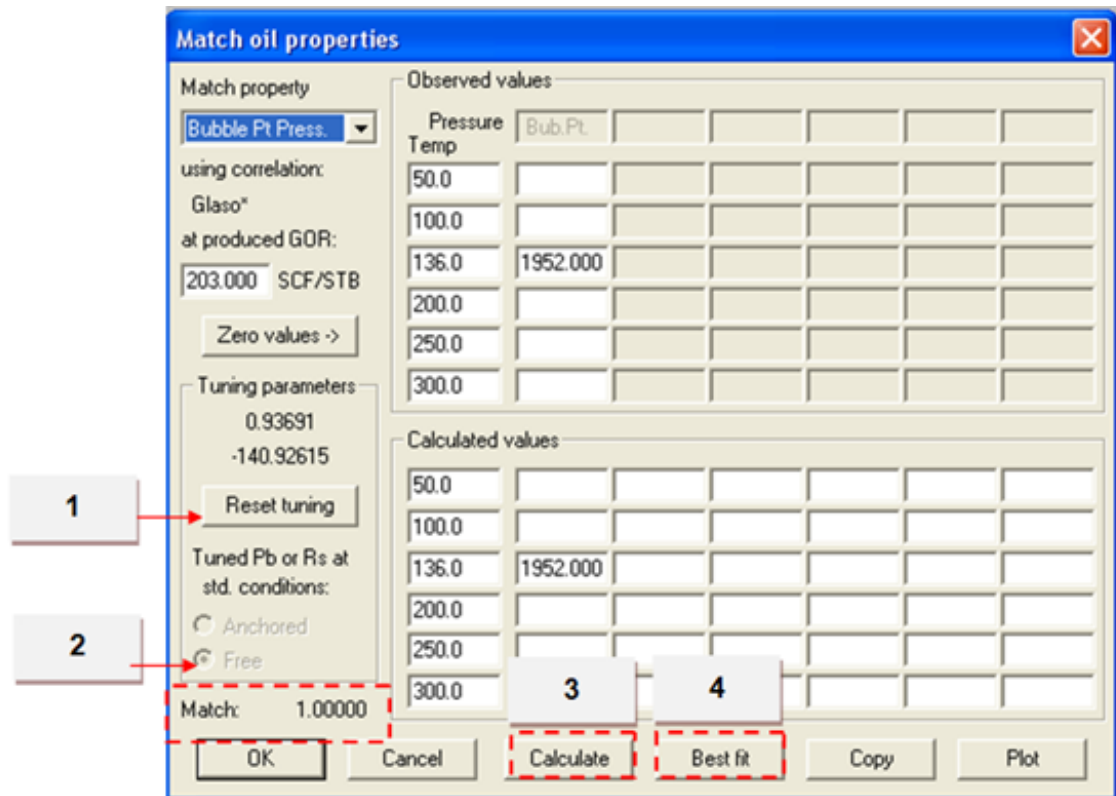 Match oil properties
Match property
Bubble Pt Press.
using correlation:
Glaso*
at produced GOR:
203.000 SCF/STB
Zero values ->
Tuning parameters
0.93691
-140.92615
Reset tuning
Tuned Pb or Rs at
std. conditions:
Anchored
Free
Match: 1.00000
Observed values
Pressure Bub.Pt.
Temp
50.0
100.0
136.0 1952.000
200.0
250.0
300.0
Calculated values
50.0
100.0
136.0 1952.000
200.0
250.0
300.0
1
2
3
4
OK Cancel Calculate Best fit Copy Plot